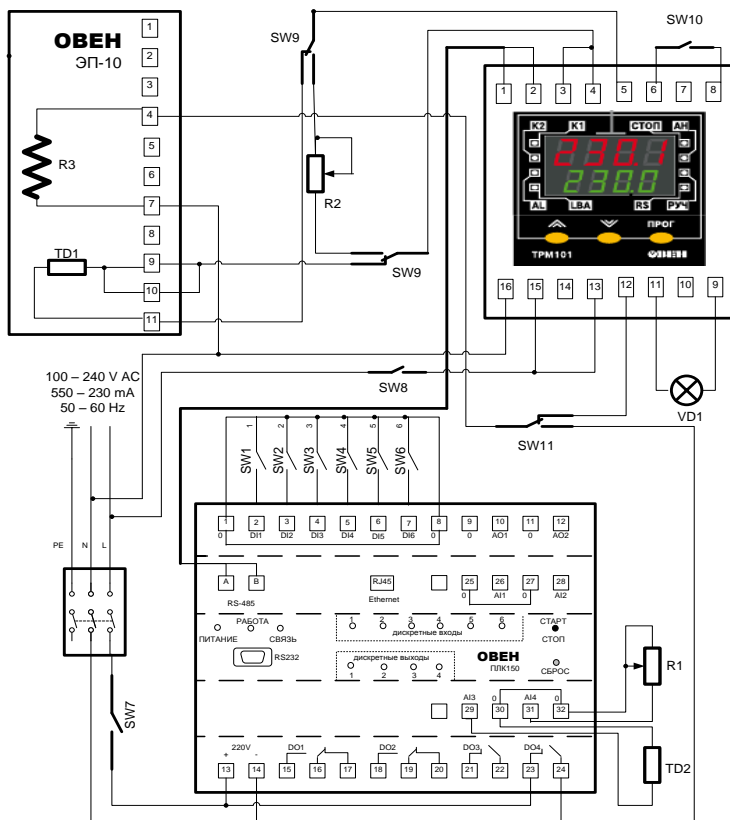 ОВЕН
ЭП-10
1
2
3
4
5
6
7
8
9
10
11
R3
TD1
SW9
R2
SW9
SW10
1 2 3 4 5 6 7 8
К2 К1 СТОП АН
230.1
230.0
AL LBA RS РУЧ
ПРОГ
ТРМ101 ОВЕН
16 15 14 13 12 11 10 9
VD1
SW8
SW11
100 – 240 V AC
550 – 230 mA
50 – 60 Hz
PE N L
SW7
1 2 3 4 5 6
SW1 SW2 SW3 SW4 SW5 SW6
1 2 3 4 5 6 7 8 9 10 11 12
0 DI1 DI2 DI3 DI4 DI5 DI6 0 0 AO1 0 AO2
A B RJ45 25 26 27 28
RS-485 Ethernet 0 AI1 0 AI2
ПИТАНИЕ РАБОТА СВЯЗЬ
RS232
1 2 3 4 5 6
дискретные входы
дискретные выходы
1 2 3 4
СТАРТ
СТОП
ОВЕН
ПЛК150
СБРОС
AI3 0 AI4 0
29 30 31 32
R1
TD2
220V DO1 DO2 DO3 DO4
+ -
13 14 15 16 17 18 19 20 21 22 23 24